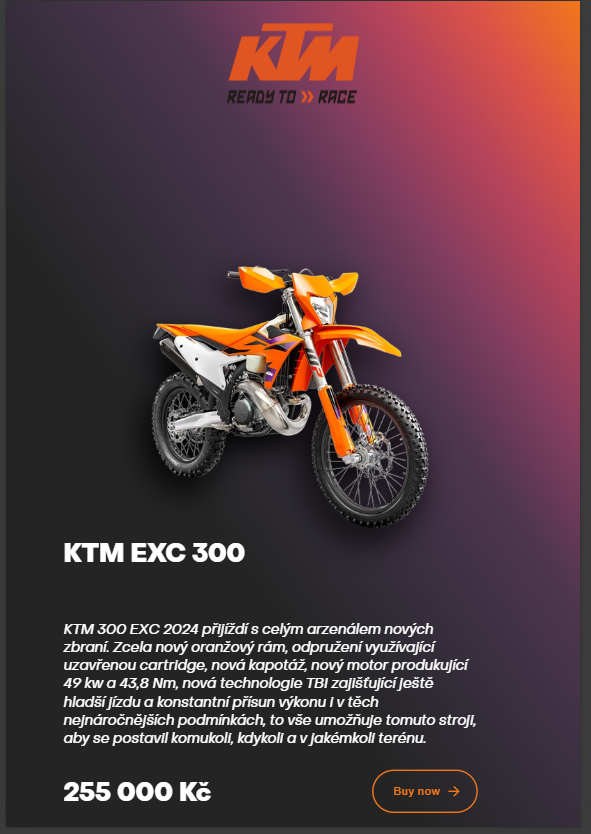 KTM
READY TO >> RACE
KTM EXC 300
KTM 300 EXC 2024 přijíždí s celým arzenálem nových
zbraní. Zcela nový oranžový rám, odpružení využívající
uzavřenou cartridge, nová kapotáž, nový motor produkující
49 kw a 43,8 Nm, nová technologie TBI zajišťující ještě
hladší jízdu a konstantní přísun výkonu i v těch
nejnáročnějších podmínkách, to vše umožňuje tomuto stroji,
aby se postavil komukoli, kdykoli a v jakémkoli terénu.
255 000 Kč
Buy now →